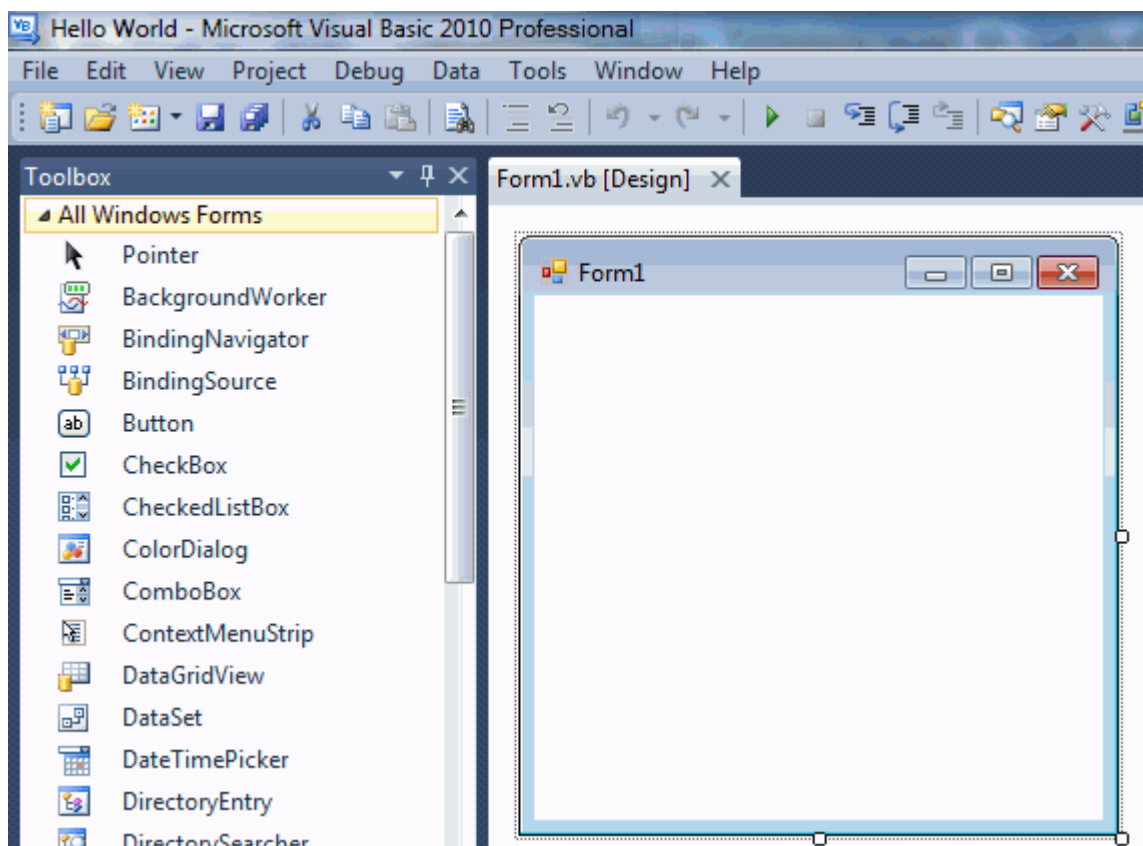 Hello World - Microsoft Visual Basic 2010 Professional
File Edit View Project Debug Data Tools Window Help
Toolbox
Form1.vb [Design]
All Windows Forms
Pointer
Form1
BackgroundWorker
BindingNavigator
BindingSource
ab Button
CheckBox
CheckedListBox
ColorDialog
ComboBox
ContextMenuStrip
DataGridView
DataSet
DateTimePicker
DirectoryEntry
DirectorySearcher